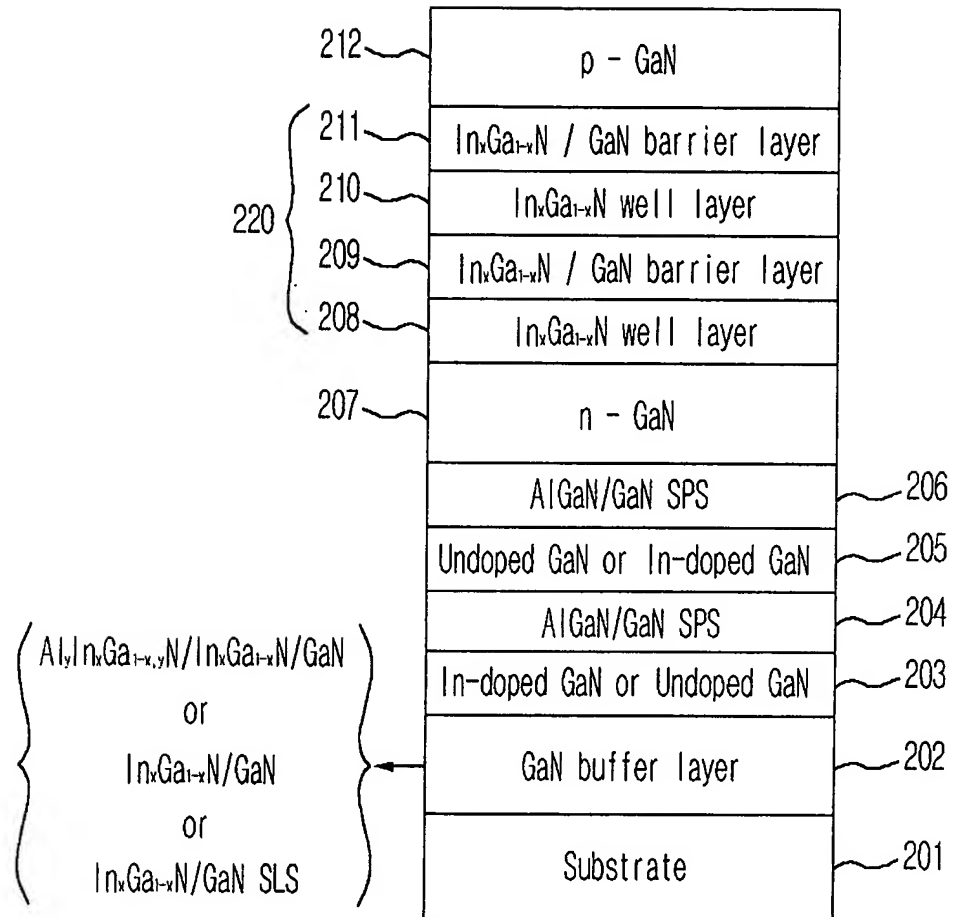 212
p - GaN
211
InₓGa₁₋ₓN / GaN barrier layer
210
InₓGa₁₋ₓN well layer
220
209
InₓGa₁₋ₓN / GaN barrier layer
208
InₓGa₁₋ₓN well layer
207
n - GaN
AlGaN/GaN SPS
206
Undoped GaN or In-doped GaN
205
AlGaN/GaN SPS
204
In-doped GaN or Undoped GaN
203
GaN buffer layer
202
Substrate
201
AlyInₓGa₁₋ₓ,yN/InₓGa₁₋ₓN/GaN
or
InₓGa₁₋ₓN/GaN
or
InₓGa₁₋ₓN/GaN SLS